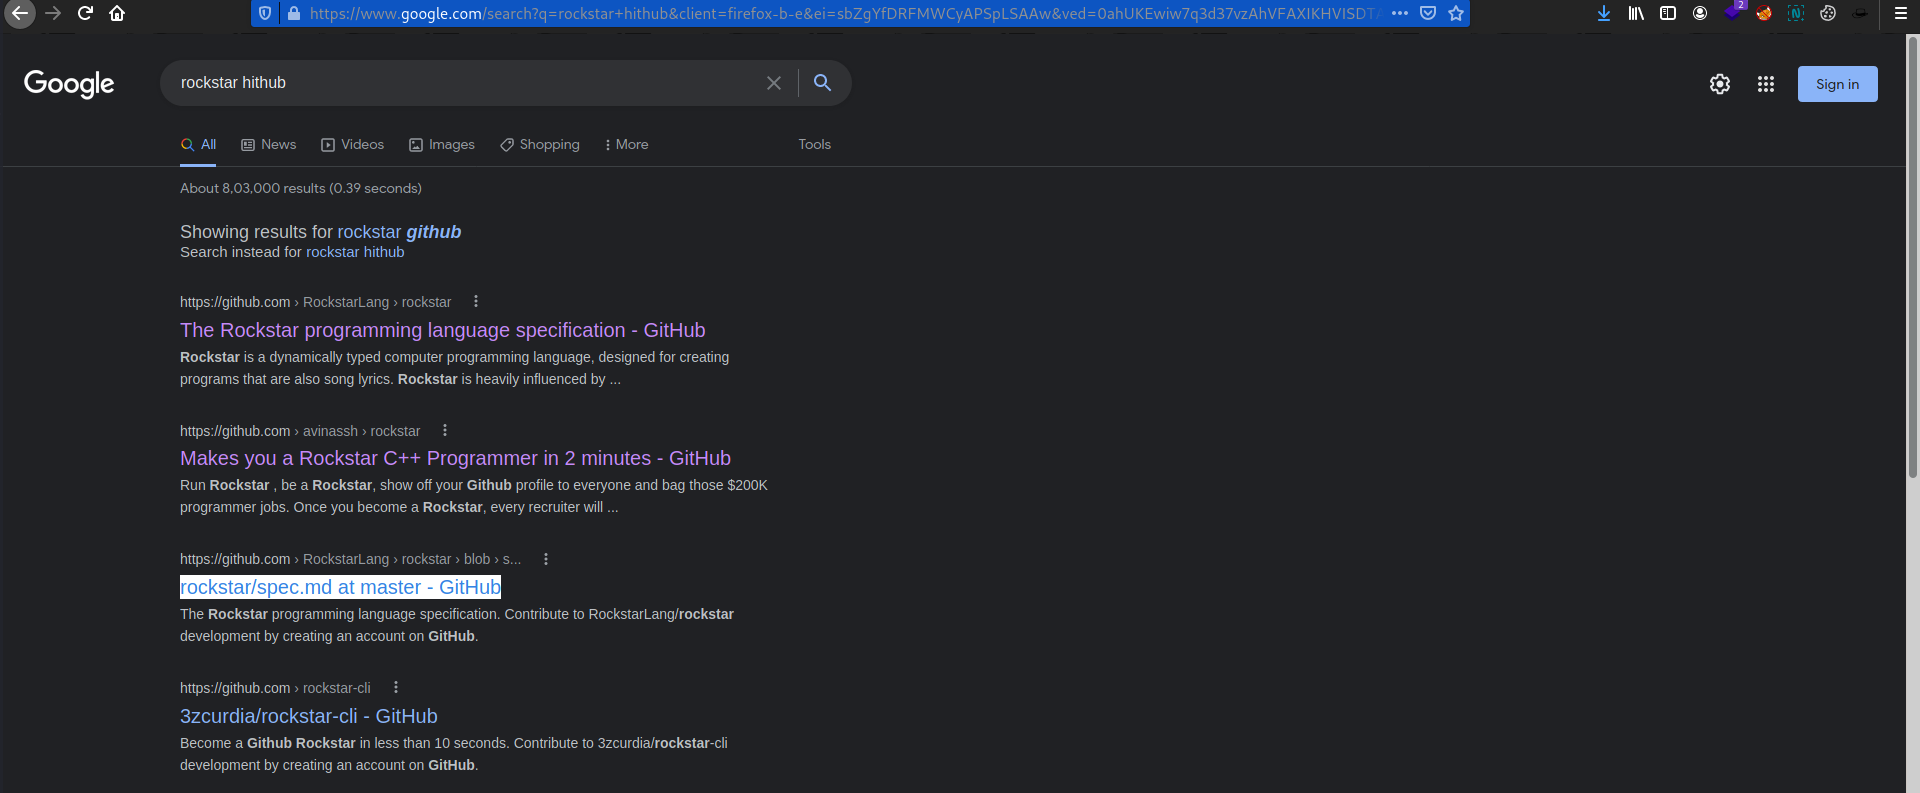 https://www.google.com/search?q=rockstar+hithub&client=firefox-b-e&ei=sbZgYfDRFMWCyAPSpLSAAw&ved=0ahUKEwiw7q3d37vzAhVFAXIKHVISDTA
2
Google
rockstar hithub
Sign in
All News Videos Images Shopping More Tools
About 8,03,000 results (0.39 seconds)
Showing results for rockstar github
Search instead for rockstar hithub
https://github.com › RockstarLang › rockstar
The Rockstar programming language specification - GitHub
Rockstar is a dynamically typed computer programming language, designed for creating
programs that are also song lyrics. Rockstar is heavily influenced by ...
https://github.com › avinassh › rockstar
Makes you a Rockstar C++ Programmer in 2 minutes - GitHub
Run Rockstar , be a Rockstar, show off your Github profile to everyone and bag those $200K
programmer jobs. Once you become a Rockstar, every recruiter will ...
https://github.com › RockstarLang › rockstar › blob › s...
rockstar/spec.md at master - GitHub
The Rockstar programming language specification. Contribute to RockstarLang/rockstar
development by creating an account on GitHub.
https://github.com › rockstar-cli
3zcurdia/rockstar-cli - GitHub
Become a Github Rockstar in less than 10 seconds. Contribute to 3zcurdia/rockstar-cli
development by creating an account on GitHub.